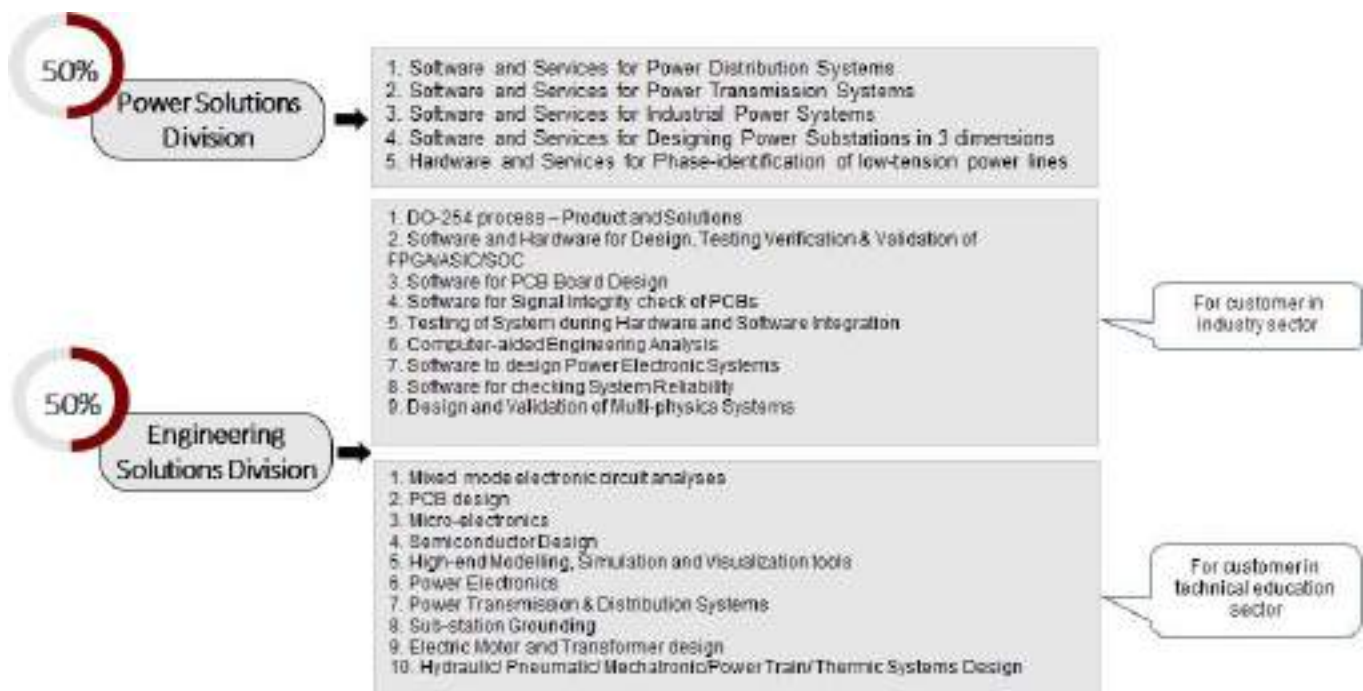 50%
Power Solutions
Division
1. Software and Services for Power Distribution Systems
2. Software and Services for Power Transmission Systems
3. Software and Services for Industrial Power Systems
4. Software and Services for Designing Power Substations in 3 dimensions
5. Hardware and Services for Phase-identification of low-tension power lines
50%
Engineering
Solutions Division
1. DO-254 process – Product and Solutions
2. Software and Hardware for Design, Testing Verification & Validation of
FPGA/ASIC/SOC
3. Software for PCB Board Design
4. Software for Signal Integrity check of PCBs
5. Testing of System during Hardware and Software Integration
6. Computer-aided Engineering Analysis
7. Software to design Power Electronic Systems
8. Software for checking System Reliability
9. Design and Validation of Multi-physics Systems
For customer in
industry sector
1. Mixed mode electronic circuit analyses
2. PCB design
3. Micro-electronics
4. Semiconductor Design
5. High-end Modelling, Simulation and Visualization tools
6. Power Electronics
7. Power Transmission & Distribution Systems
8. Sub-station Grounding
9. Electric Motor and Transformer design
10. Hydraulic/ Pneumatic/ Mechatronic/Power Train/ Thermic Systems Design
For customer in
technical education
sector